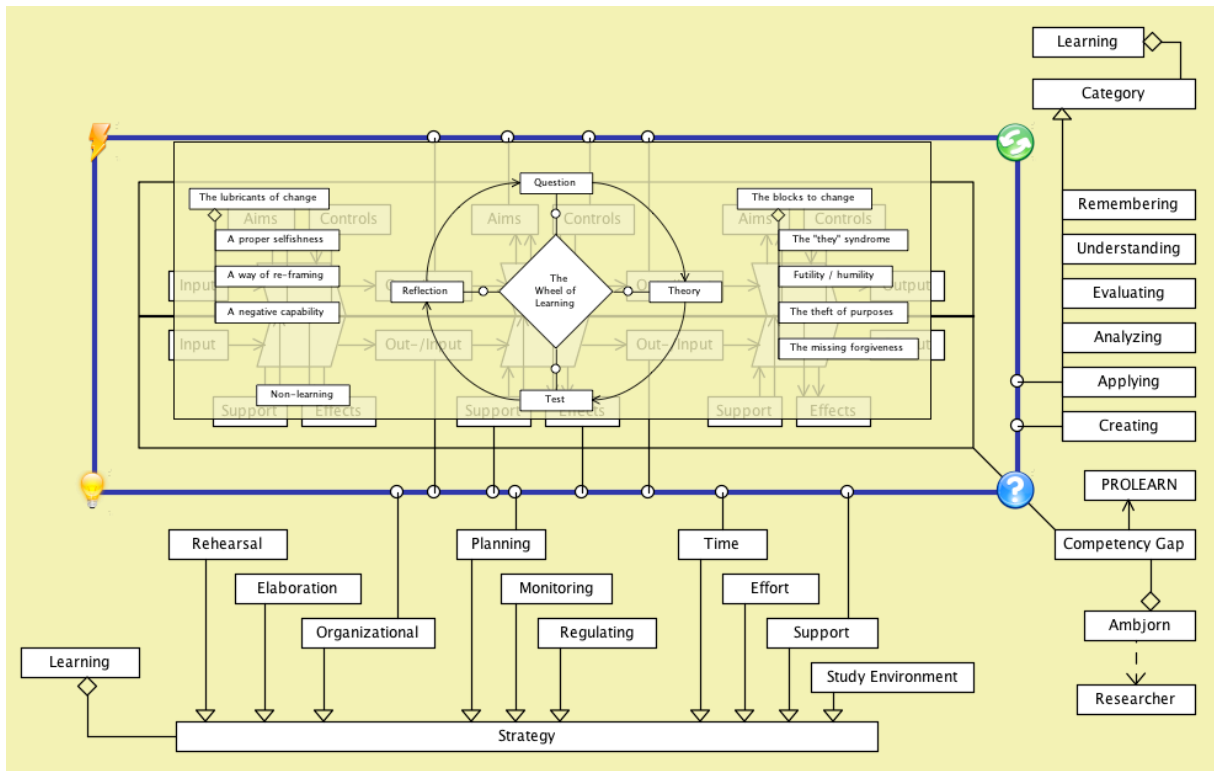 Learning
Category
Question
The lubricants of change
The blocks to change
Remembering
Aims
Controls
Aims
Controls
Aims
Controls
A proper selfishness
The "they" syndrome
Understanding
Input
A way of re-framing
Futility / humility
The
Wheel of
Learning
Reflection
Theory
Output
Evaluating
A negative capability
The theft of purposes
Input
Out-/Input
Out-/Input
The missing forgiveness
Analyzing
Non-learning
Test
Applying
Support
Effects
Support
Effects
Support
Effects
Creating
PROLEARN
Rehearsal
Planning
Time
Competency Gap
Elaboration
Monitoring
Effort
Organizational
Regulating
Support
Ambjorn
Learning
Study Environment
Researcher
Strategy